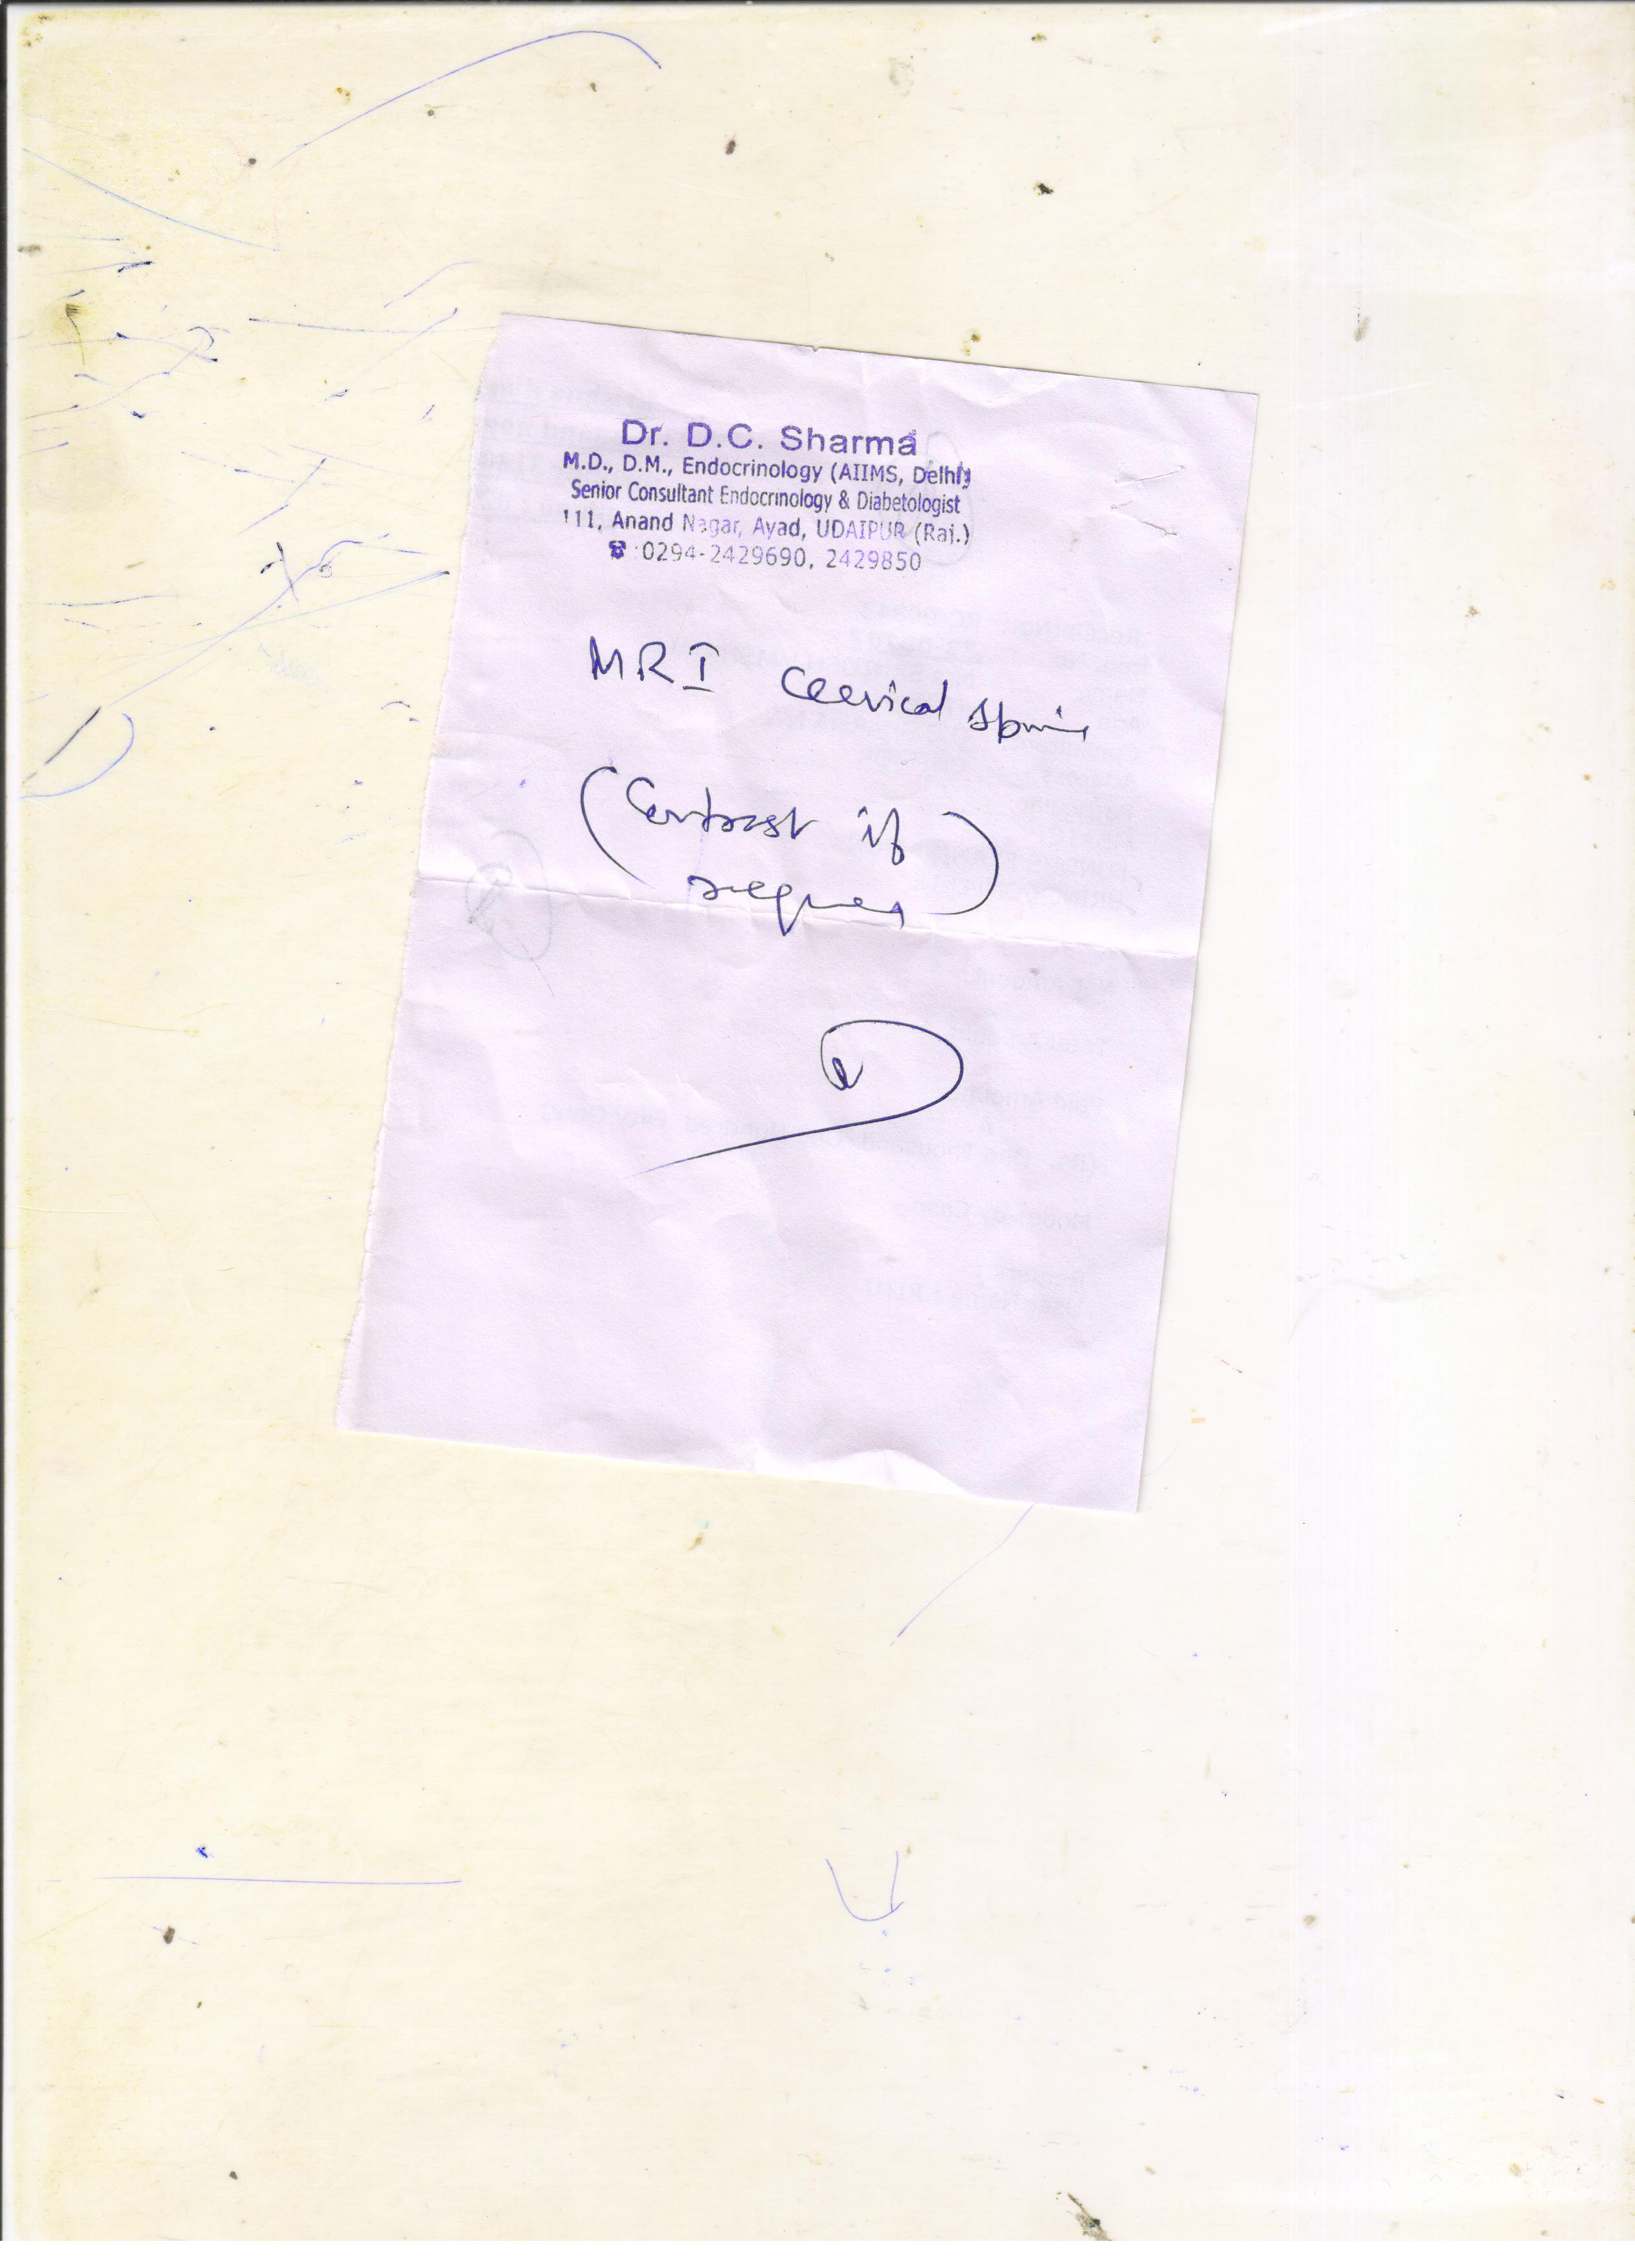 Dr. D.C. Sharma
M.D., D.M., Endocrinology (AIIMS, Delhi)
Senior Consultant Endocrinology & Diabetologist
111, Anand Nagar, Ayad, UDAIPUR (Raj.)
☎ :0294-2429690, 2429850
MRI Cervical Spine
(Contrast if
required)